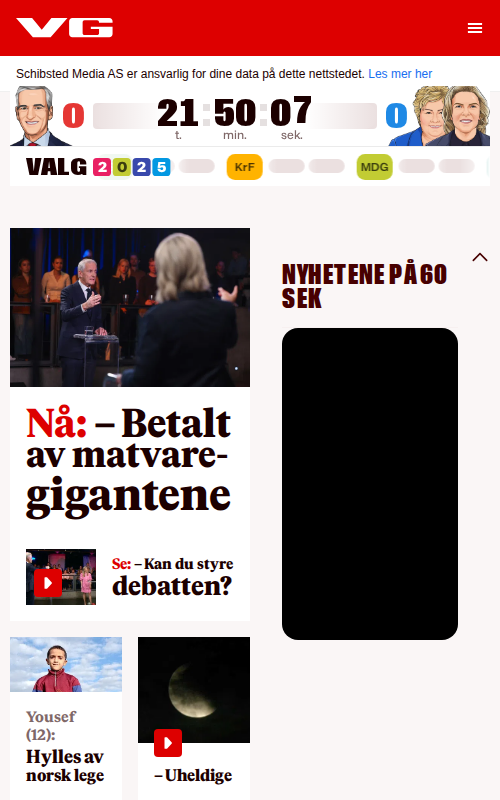 VG
Schibsted Media AS er ansvarlig for dine data på dette nettstedet. Les mer her
0 21:50:07 0
t. min. sek.
VALG 2025 KrF MDG
NYHETENE PÅ 60
SEK
Nå: – Betalt
av matvare-
gigantene
Se: – Kan du styre
debatten?
Yousef
(12):
Hylles av
norsk lege
– Uheldige